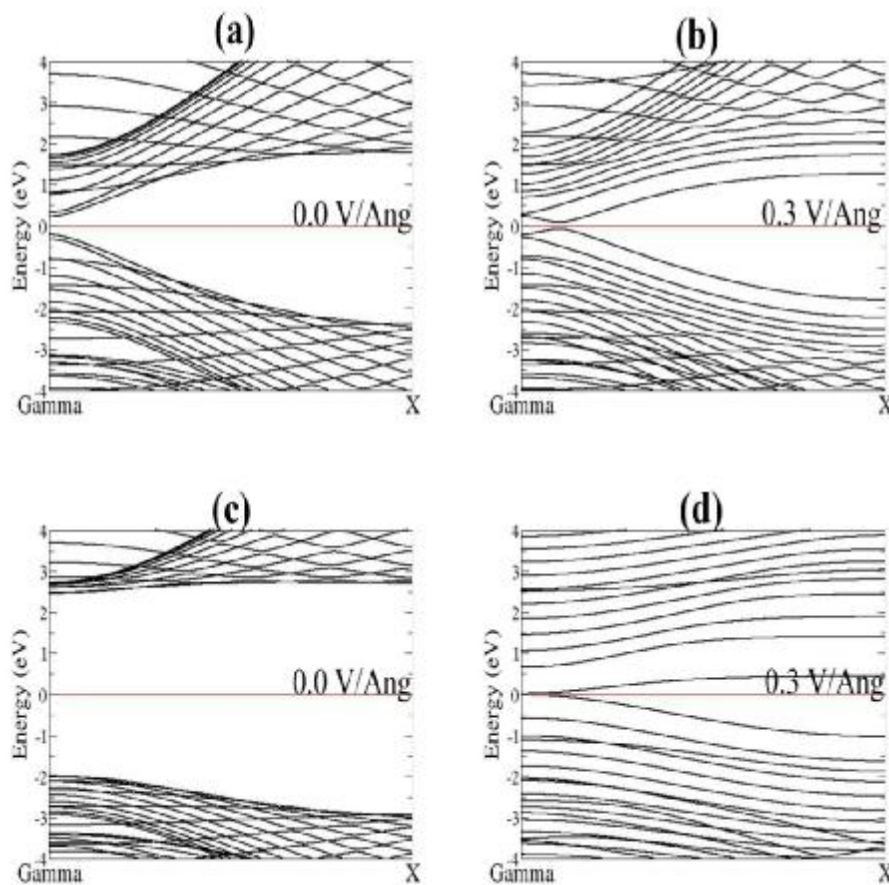 (a)
4
3
2
1
0
-1
-2
-3
-4
Energy (eV)
0.0 V/Ang
Gamma
X
(b)
4
3
2
1
0
-1
-2
-3
-4
Energy (eV)
0.3 V/Ang
Gamma
X
(c)
4
3
2
1
0
-1
-2
-3
-4
Energy (eV)
0.0 V/Ang
Gamma
X
(d)
4
3
2
1
0
-1
-2
-3
-4
Energy (eV)
0.3 V/Ang
Gamma
X